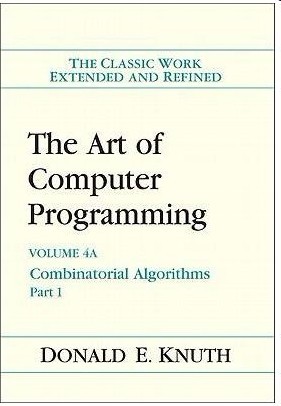 THE CLASSIC WORK
EXTENDED AND REFINED
The Art of
Computer
Programming
VOLUME 4A
Combinatorial Algorithms
Part 1
DONALD E. KNUTH